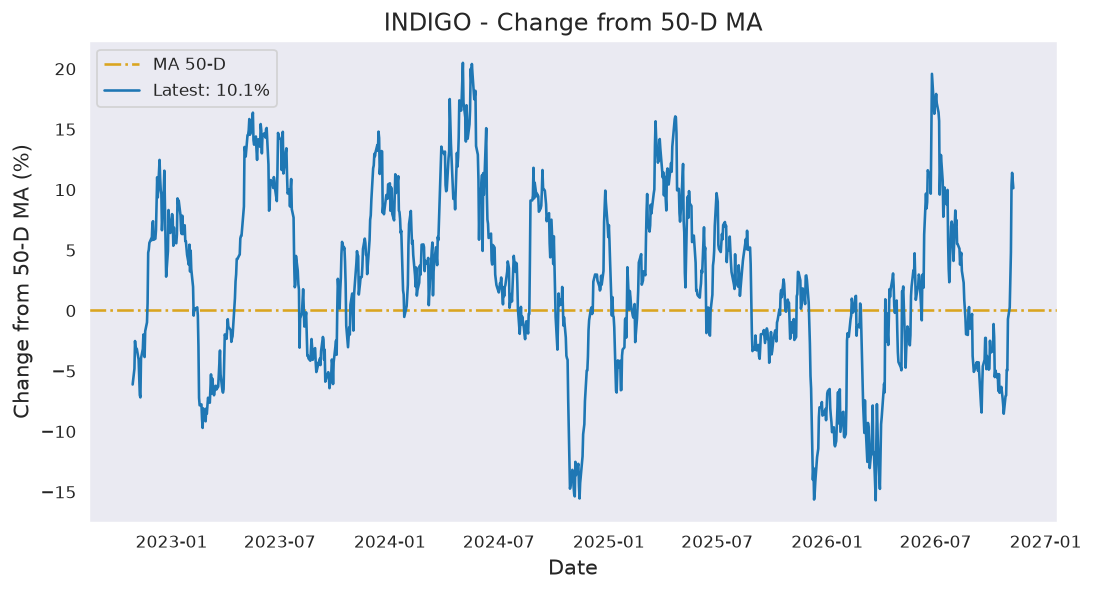 INDIGO - Change from 50-D MA
MA 50-D
Latest: 10.1%
Change from 50-D MA (%)
20
15
10
5
0
−5
−10
−15
2023-01 2023-07 2024-01 2024-07 2025-01 2025-07 2026-01 2026-07 2027-01
Date